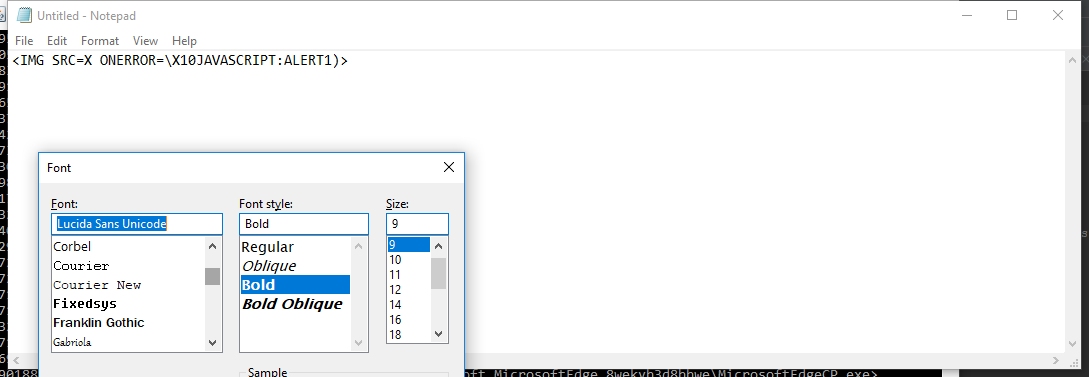 Untitled - Notepad
File Edit Format View Help
<IMG SRC=X ONERROR=\X10JAVASCRIPT:ALERT1)>
Font
Font: Font style: Size:
Lucida Sans Unicode Bold 9
Corbel Regular 9
Courier Oblique 10
Courier New Bold 11
Fixedsys Bold Oblique 12
Franklin Gothic 14
Gabriola 16
18
Sample
MicrosoftEdge_8wekyb3d8bbwe\MicrosoftEdgeCP.exe>